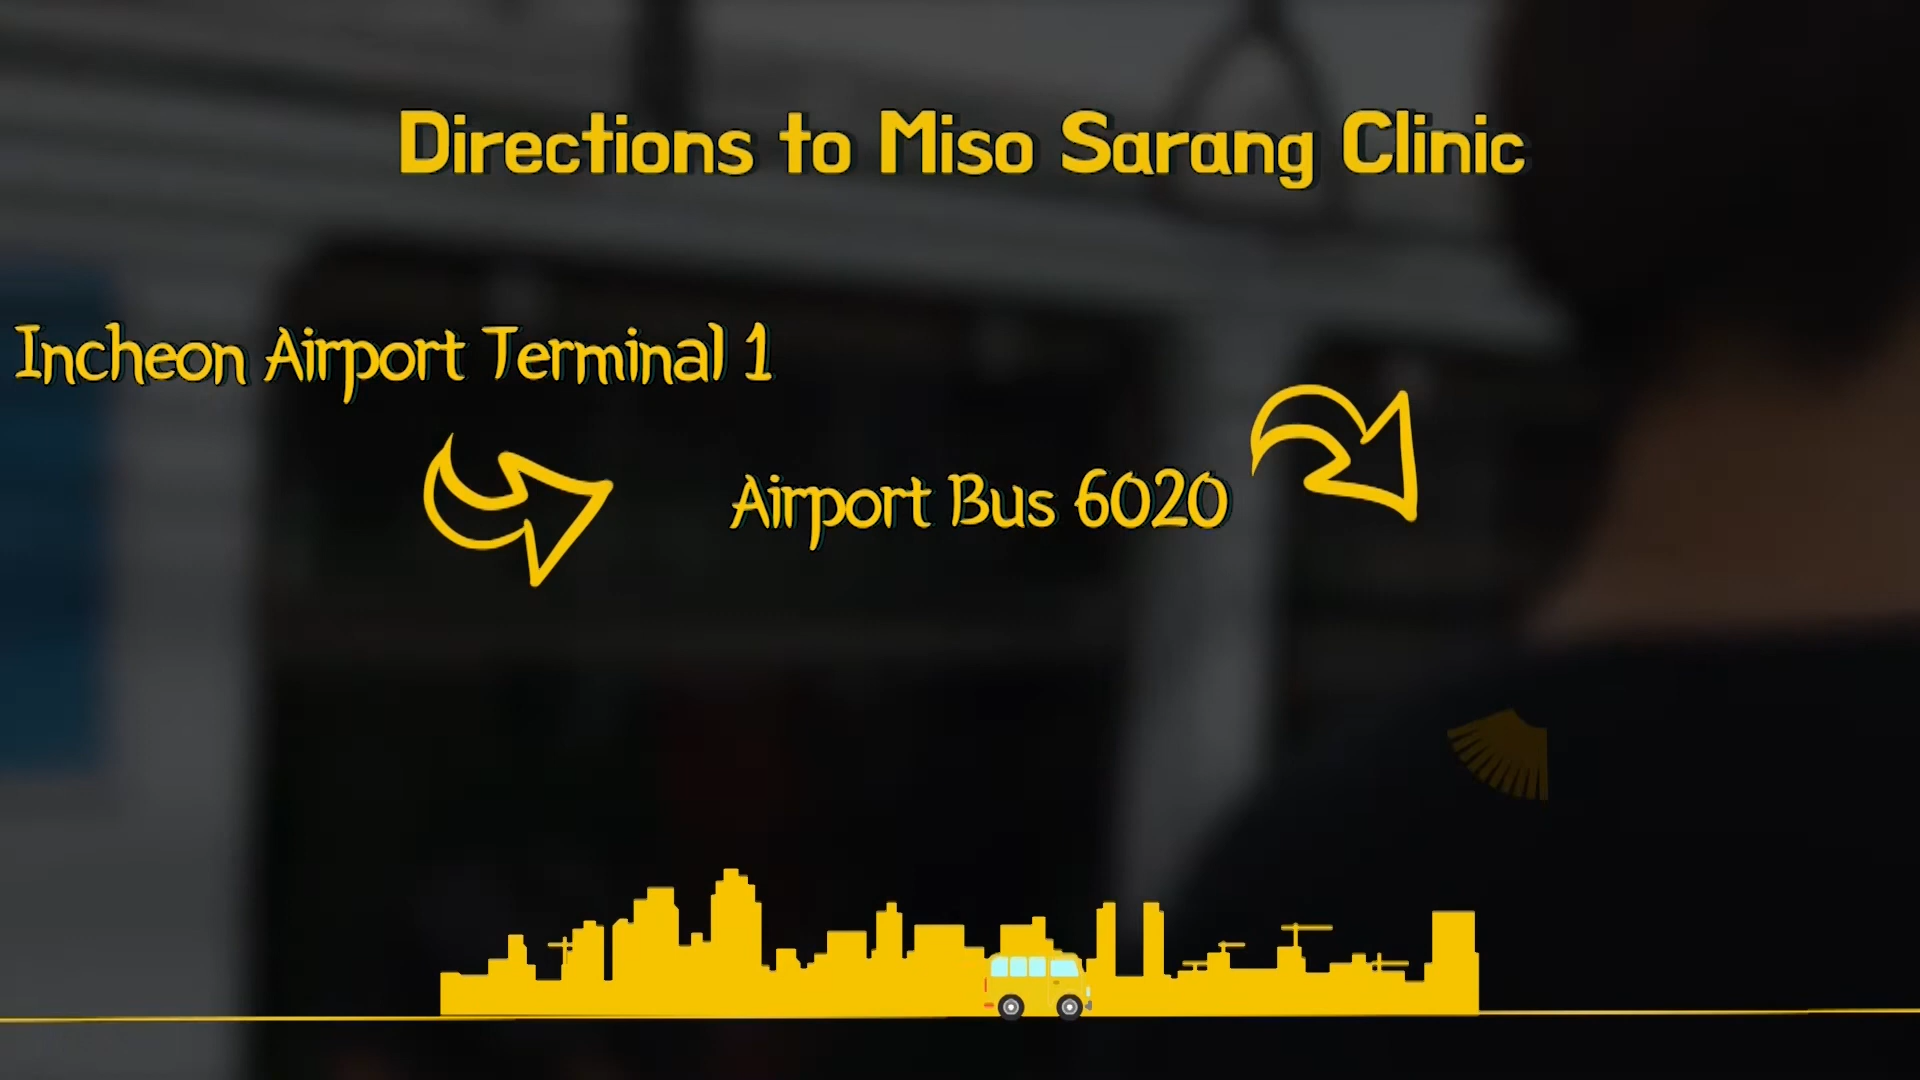 Directions to Miso Sarang Clinic
Incheon Airport Terminal 1
Airport Bus 6020